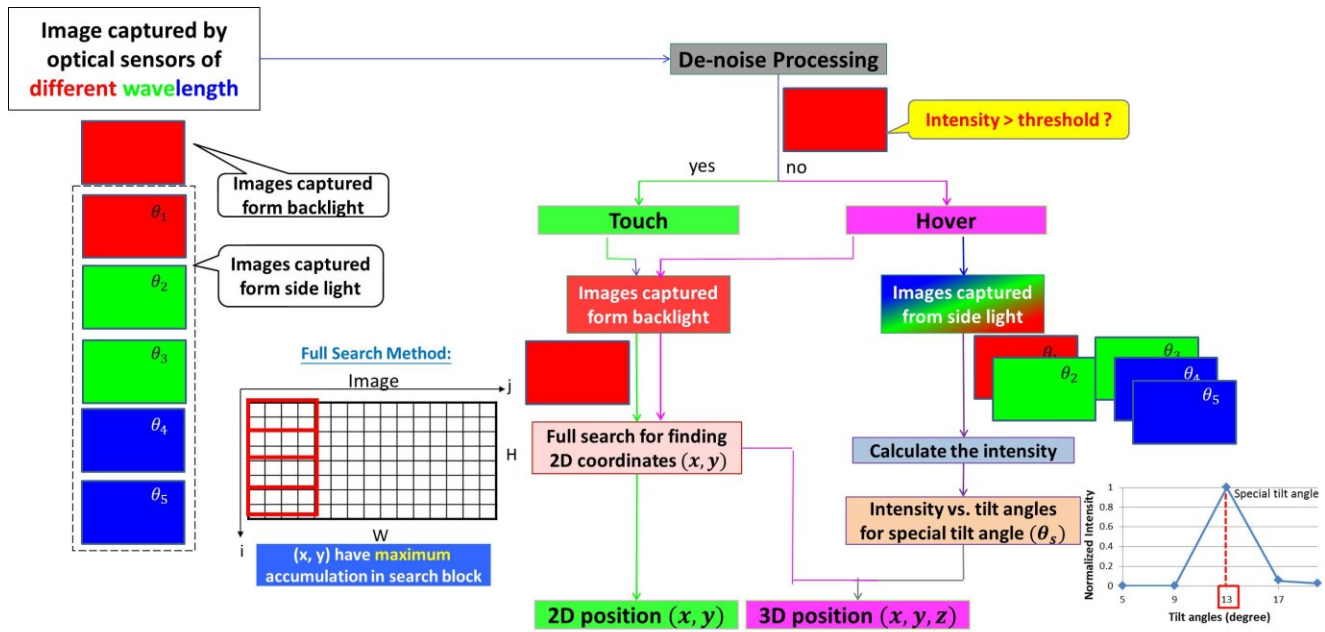 Image captured by
optical sensors of
different wavelength
De-noise Processing
Intensity > threshold ?
yes
no
Images captured
form backlight
θ₁
Images captured
form side light
θ₂
θ₃
θ₄
θ₅
Touch
Hover
Images captured
form backlight
Images captured
from side light
θ₂
θ₃
θ₄
θ₅
Full Search Method:
Image
j
H
W
i
(x, y) have maximum
accumulation in search block
Full search for finding
2D coordinates (x, y)
Calculate the intensity
Intensity vs. tilt angles
for special tilt angle (θₛ)
2D position (x, y)
3D position (x, y, z)
Special tilt angle
Normalized Intensity
1
0.8
0.6
0.4
0.2
0
5
9
13
17
Tilt angles (degree)